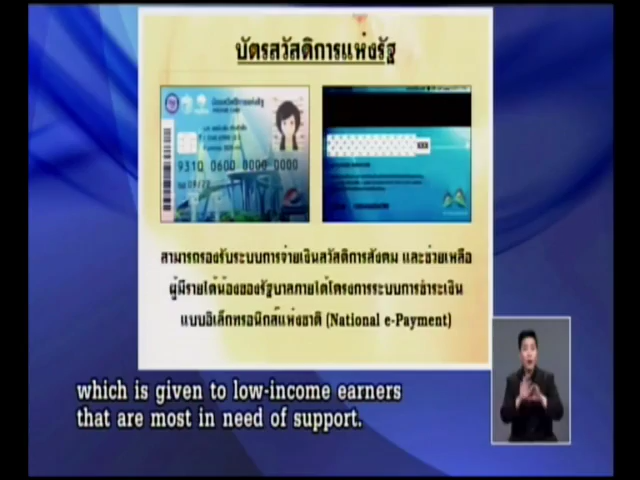 บัตรสวัสดิการแห่งรัฐ
9310 0600 0000 0000
XXX
สามารถรองรับระบบการจ่ายเงินสวัสดิการสังคม และช่วยเหลือ
ผู้มีรายได้น้องของรัฐบาลภายใต้โครงการระบบการชำระเงิน
แบบอิเล็กทรอนิกส์แห่งชาติ (National e-Payment)
which is given to low-income earners
that are most in need of support.